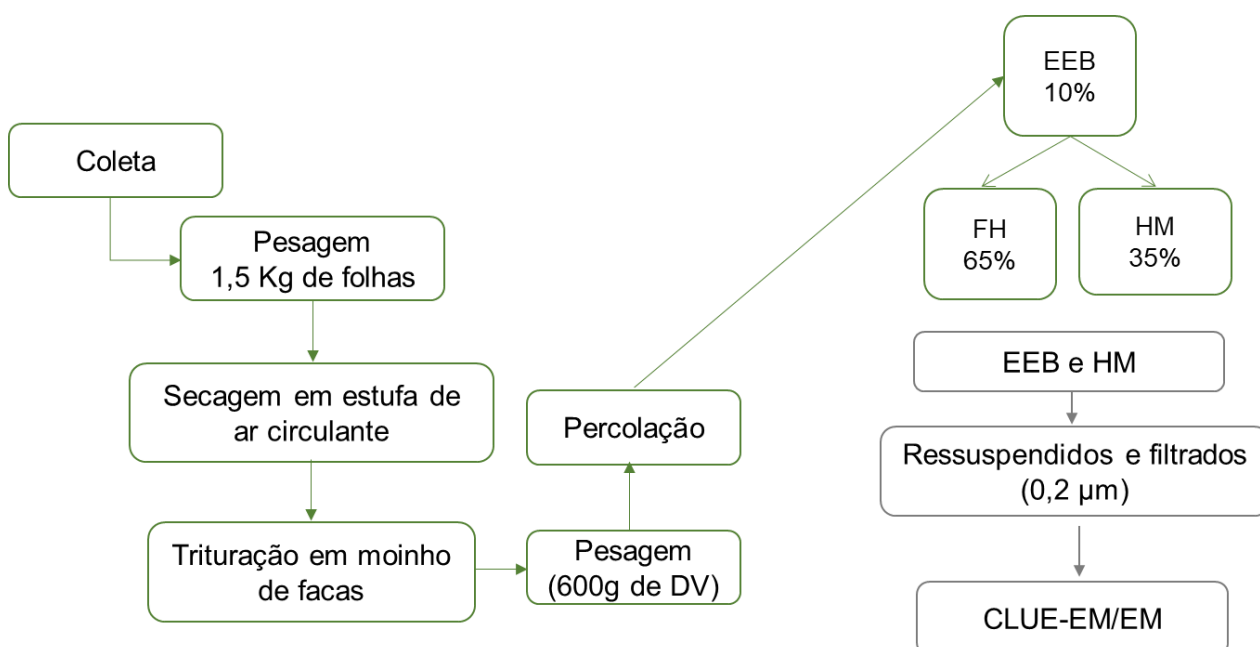 Coleta
Pesagem
1,5 Kg de folhas
Secagem em estufa de
ar circulante
Trituração em moinho
de facas
Pesagem
(600g de DV)
Percolação
EEB
10%
FH
65%
HM
35%
EEB e HM
Ressuspendidos e filtrados
(0,2 µm)
CLUE-EM/EM